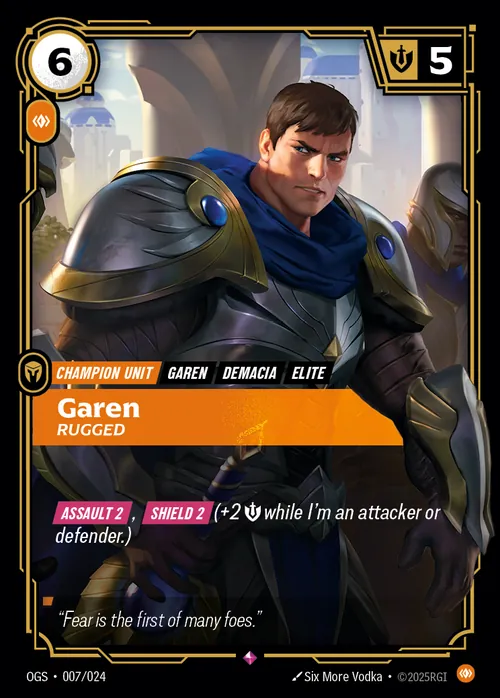 6
5
CHAMPION UNIT GAREN DEMACIA ELITE
Garen
RUGGED
ASSAULT 2 , SHIELD 2 (+2 while I'm an attacker or
defender.)
"Fear is the first of many foes."
OGS • 007/024 Six More Vodka • ©2025RGI